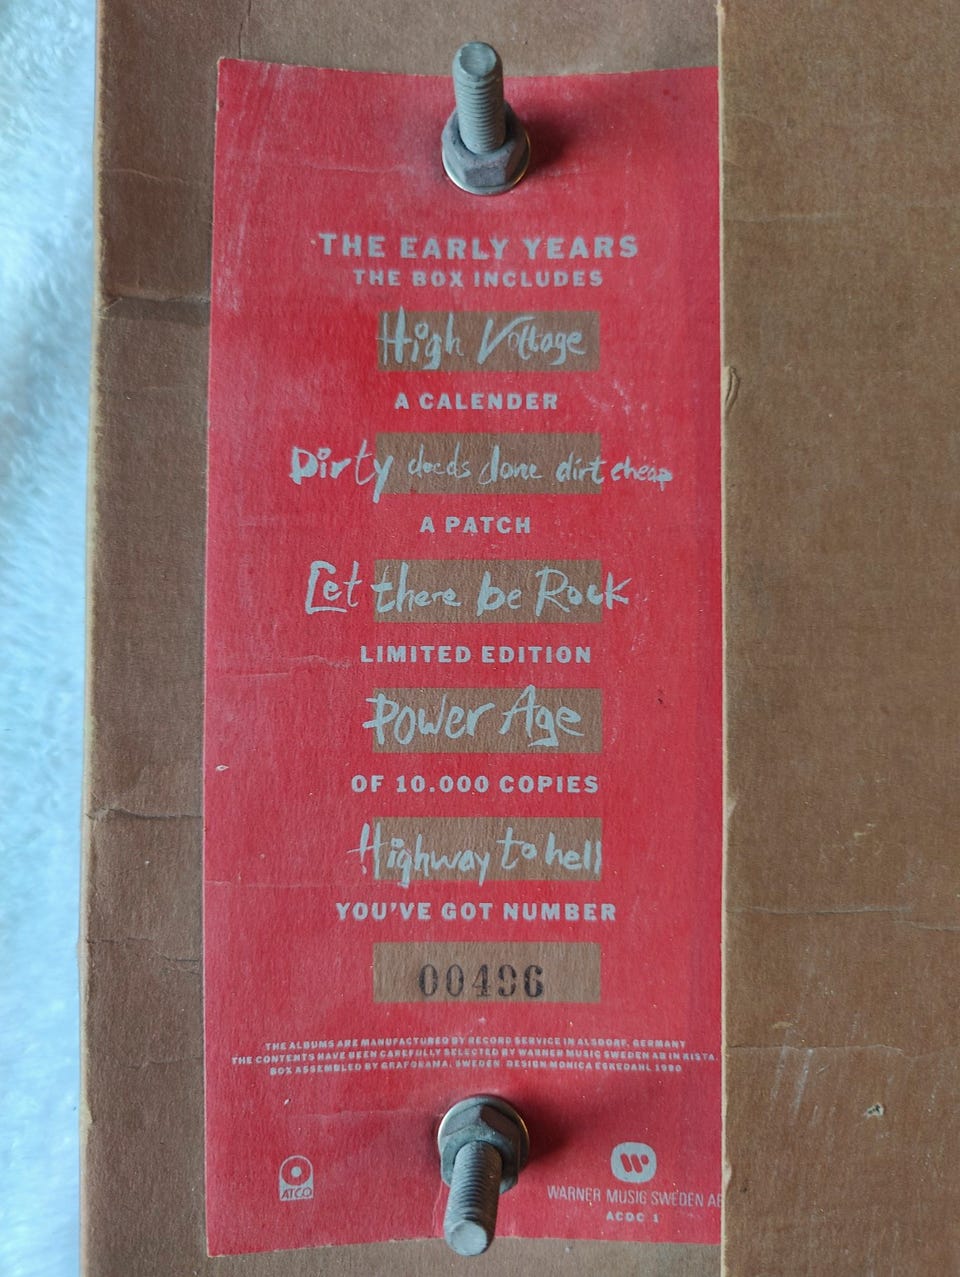 THE EARLY YEARS
THE BOX INCLUDES
High Voltage
A CALENDER
Dirty deeds done dirt cheap
A PATCH
Let there be Rock
LIMITED EDITION
Power Age
OF 10.000 COPIES
Highway to hell
YOU'VE GOT NUMBER
00496
THE ALBUMS ARE MANUFACTURED BY RECORD SERVICE IN ALSDORF, GERMANY
THE CONTENTS HAVE BEEN CAREFULLY SELECTED BY WARNER MUSIC SWEDEN AB IN KISTA.
BOX ASSEMBLED BY GRAFORAMA, SWEDEN. DESIGN MONICA ESKEDAHL 1990
ATCO
WARNER MUSIC SWEDEN AB
ACDC 1